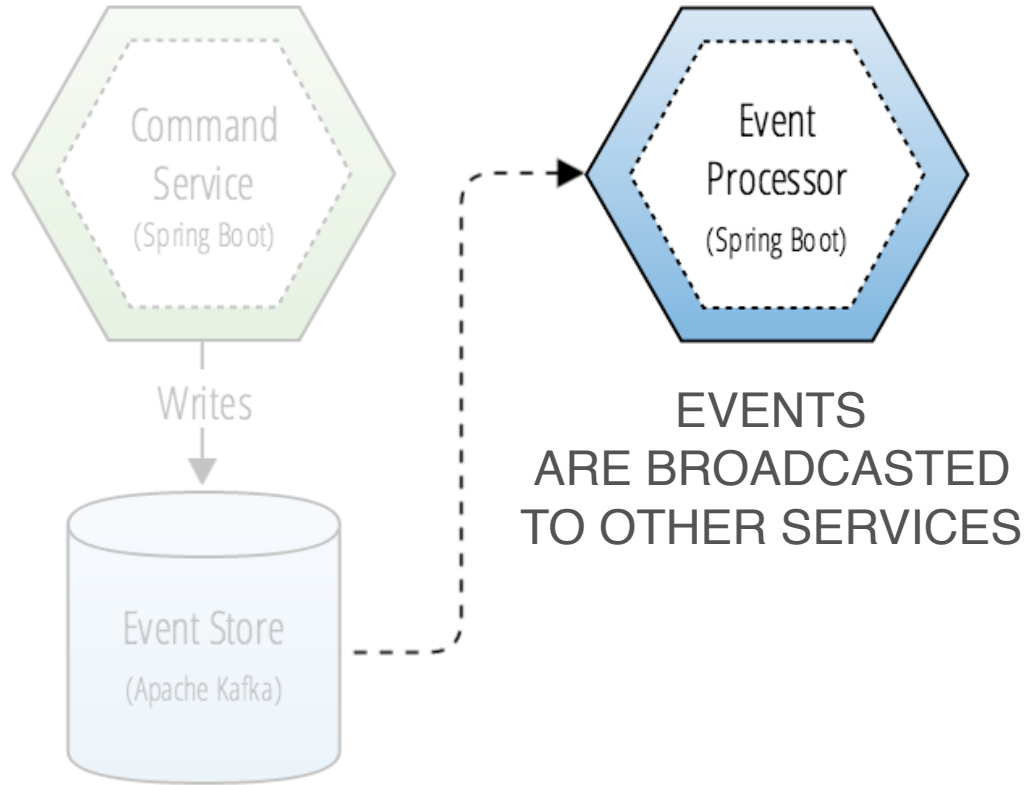 Command
Service
(Spring Boot)
Event
Processor
(Spring Boot)
Writes
EVENTS
ARE BROADCASTED
TO OTHER SERVICES
Event Store
(Apache Kafka)